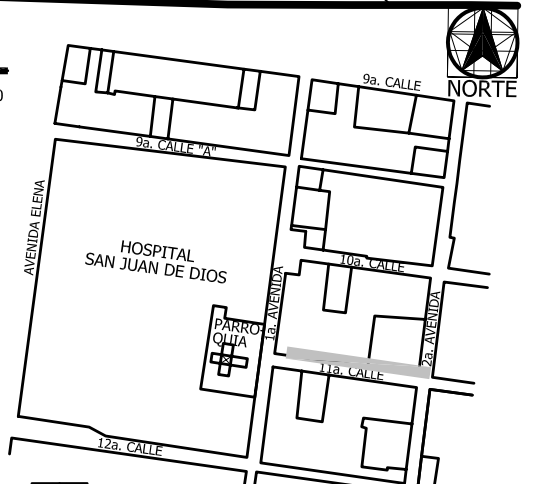 NORTE
9a. CALLE
9a. CALLE "A"
AVENIDA ELENA
HOSPITAL
SAN JUAN DE DIOS
10a. CALLE
1a. AVENIDA
2a. AVENIDA
PARRO-
QUIA
11a. CALLE
12a. CALLE
0